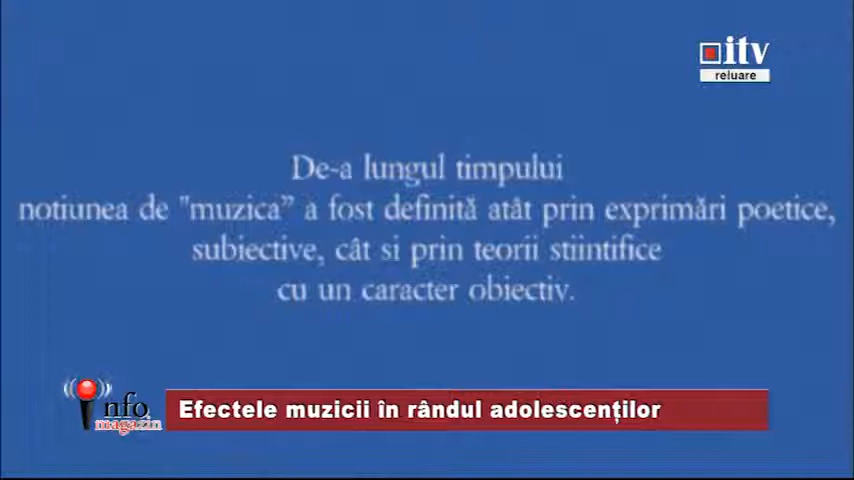 itv
reluare
De-a lungul timpului
notiunea de "muzica” a fost definită atât prin exprimări poetice,
subiective, cât si prin teorii stiintifice
cu un caracter obiectiv.
nfo
magazin
Efectele muzicii în rândul adolescenților